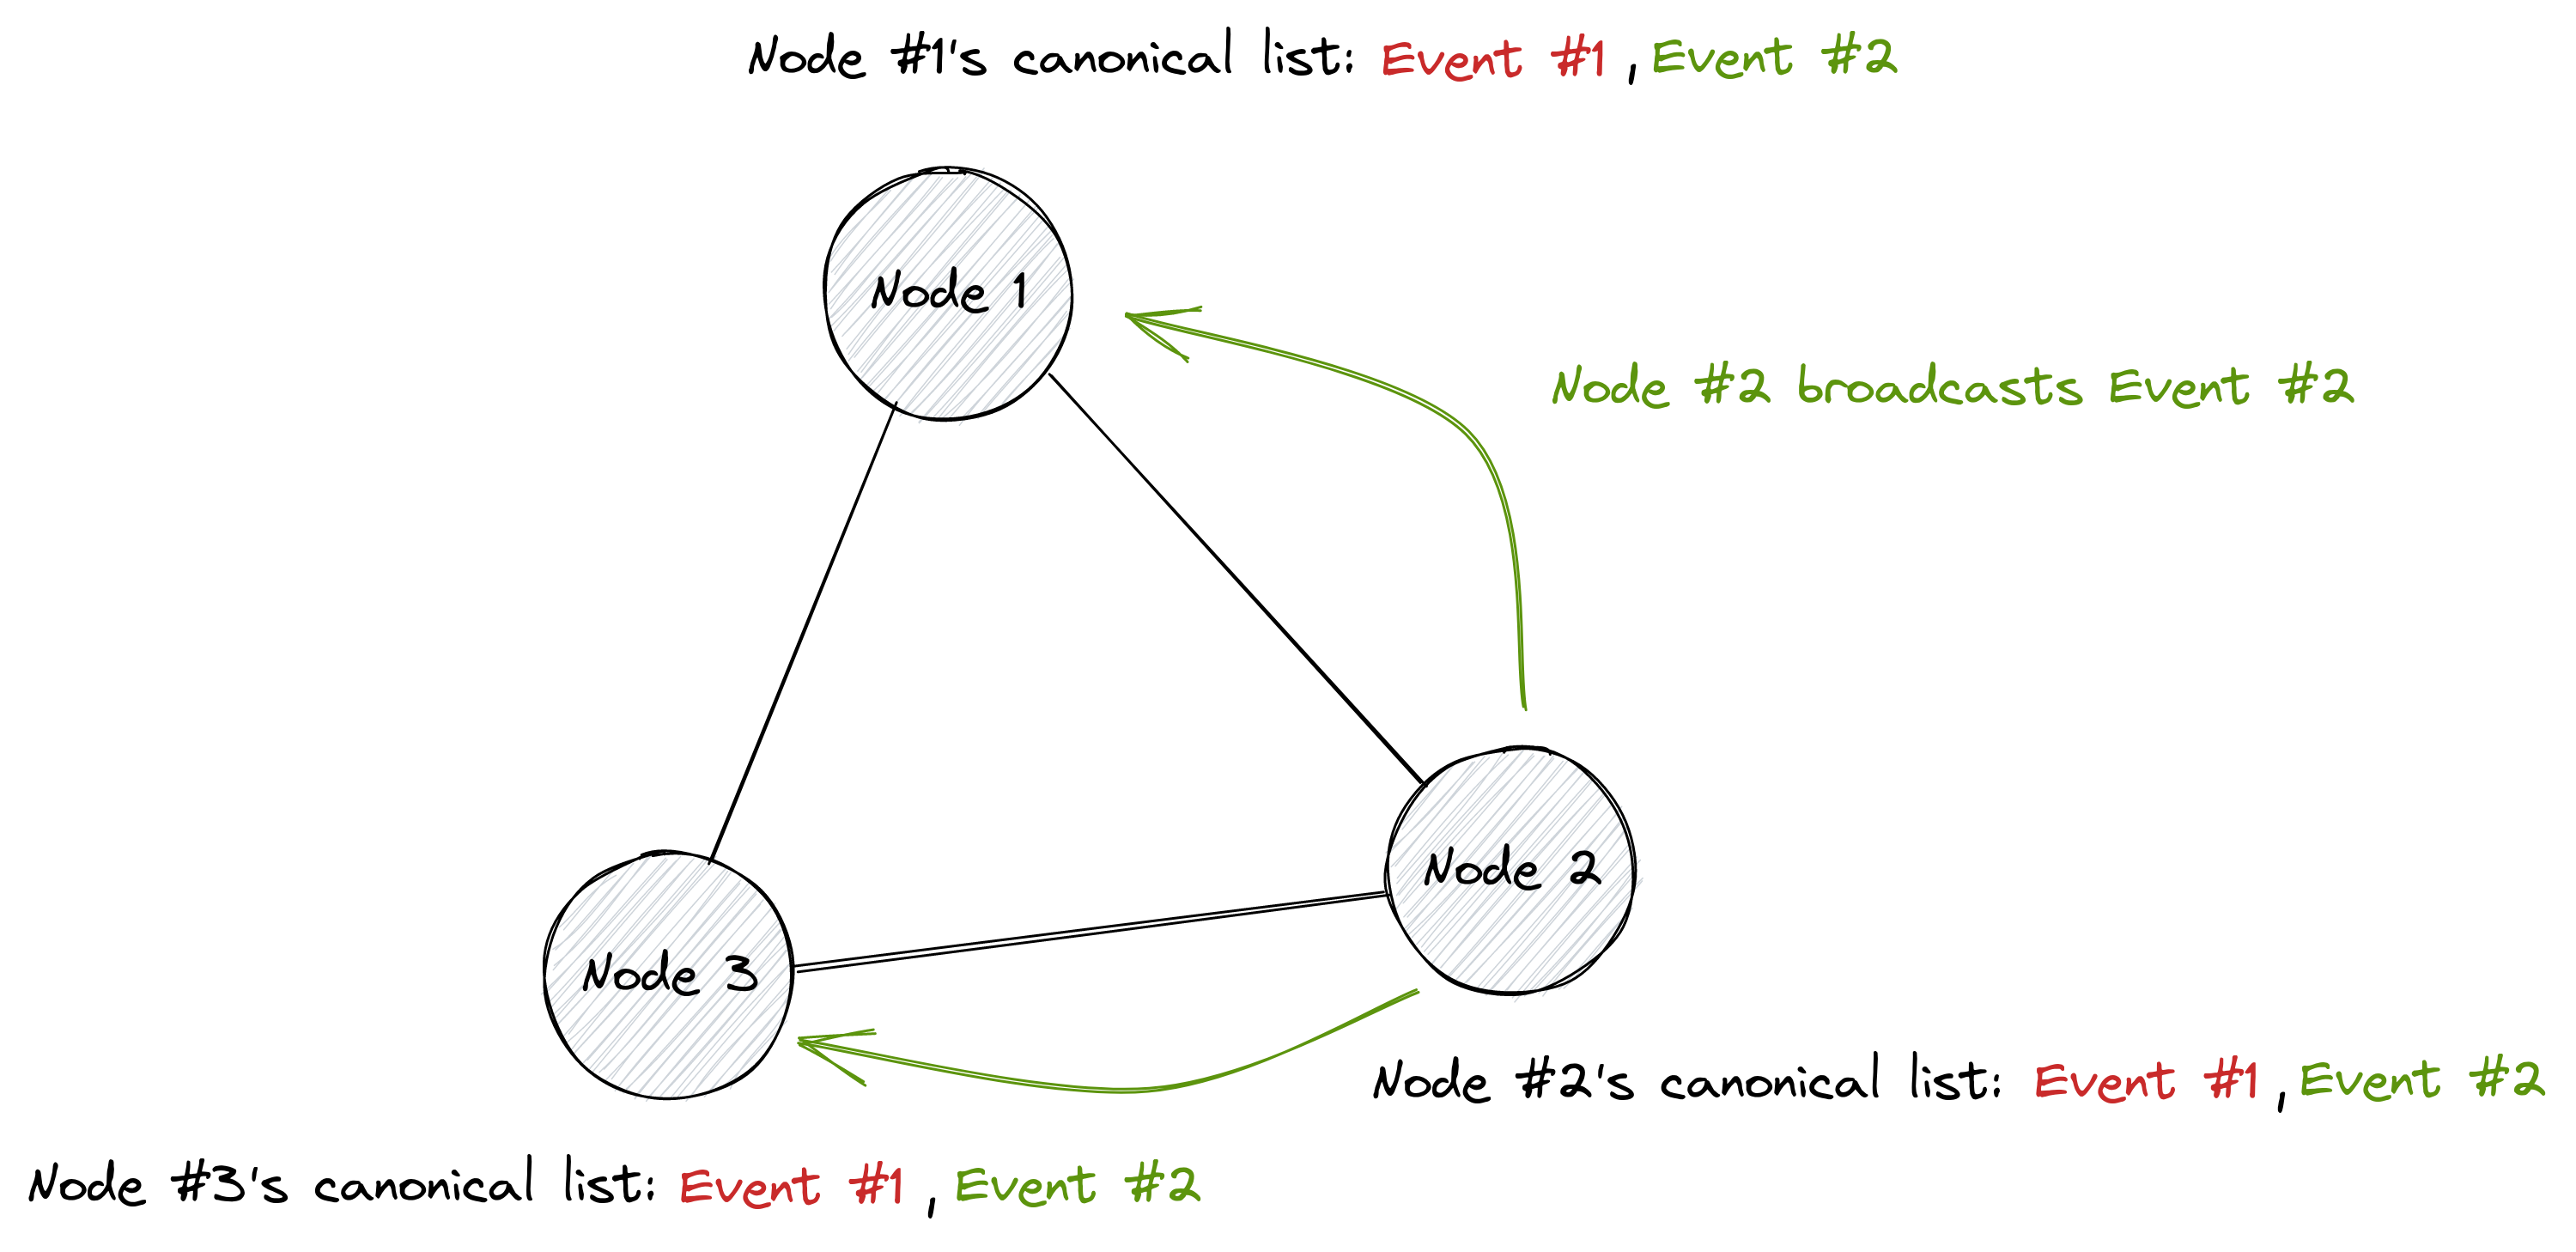 Node #1's canonical list: Event #1, Event #2
Node 1
Node #2 broadcasts Event #2
Node 2
Node 3
Node #2's canonical list: Event #1, Event #2
Node #3's canonical list: Event #1, Event #2